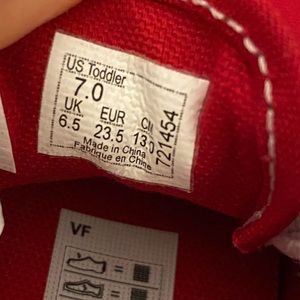 US Toddler
7.0
UK EUR CM
6.5 23.5 13.0
Made in China
Fabriqué en Chine
721454
VF
=
=